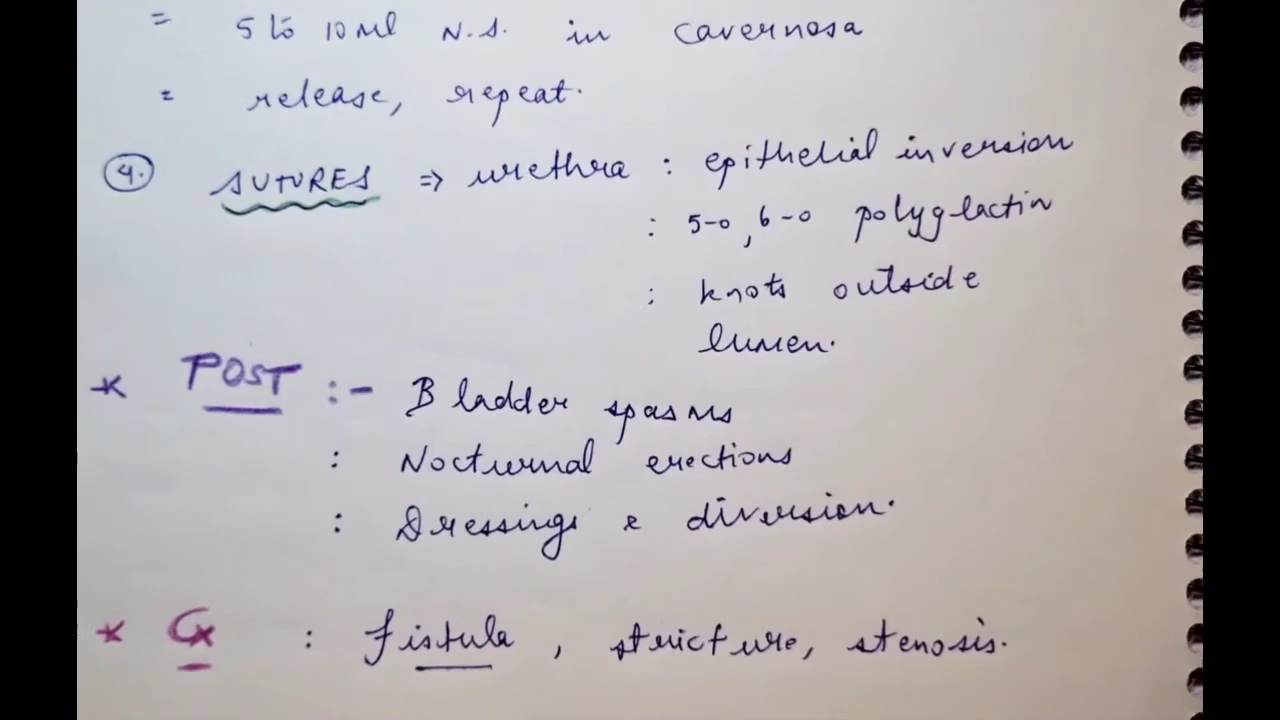 = 5 to 10 ml N.S. in cavernosa
= release, repeat.
4. SUTURES ⇒ urethra : epithelial inversion
: 5-0, 6-0 polyglactin
: knots outside
lumen.
* POST :- Bladder spasms
: Nocturnal erections
: Dressings & diversion.
* Cx : fistula, stricture, stenosis.